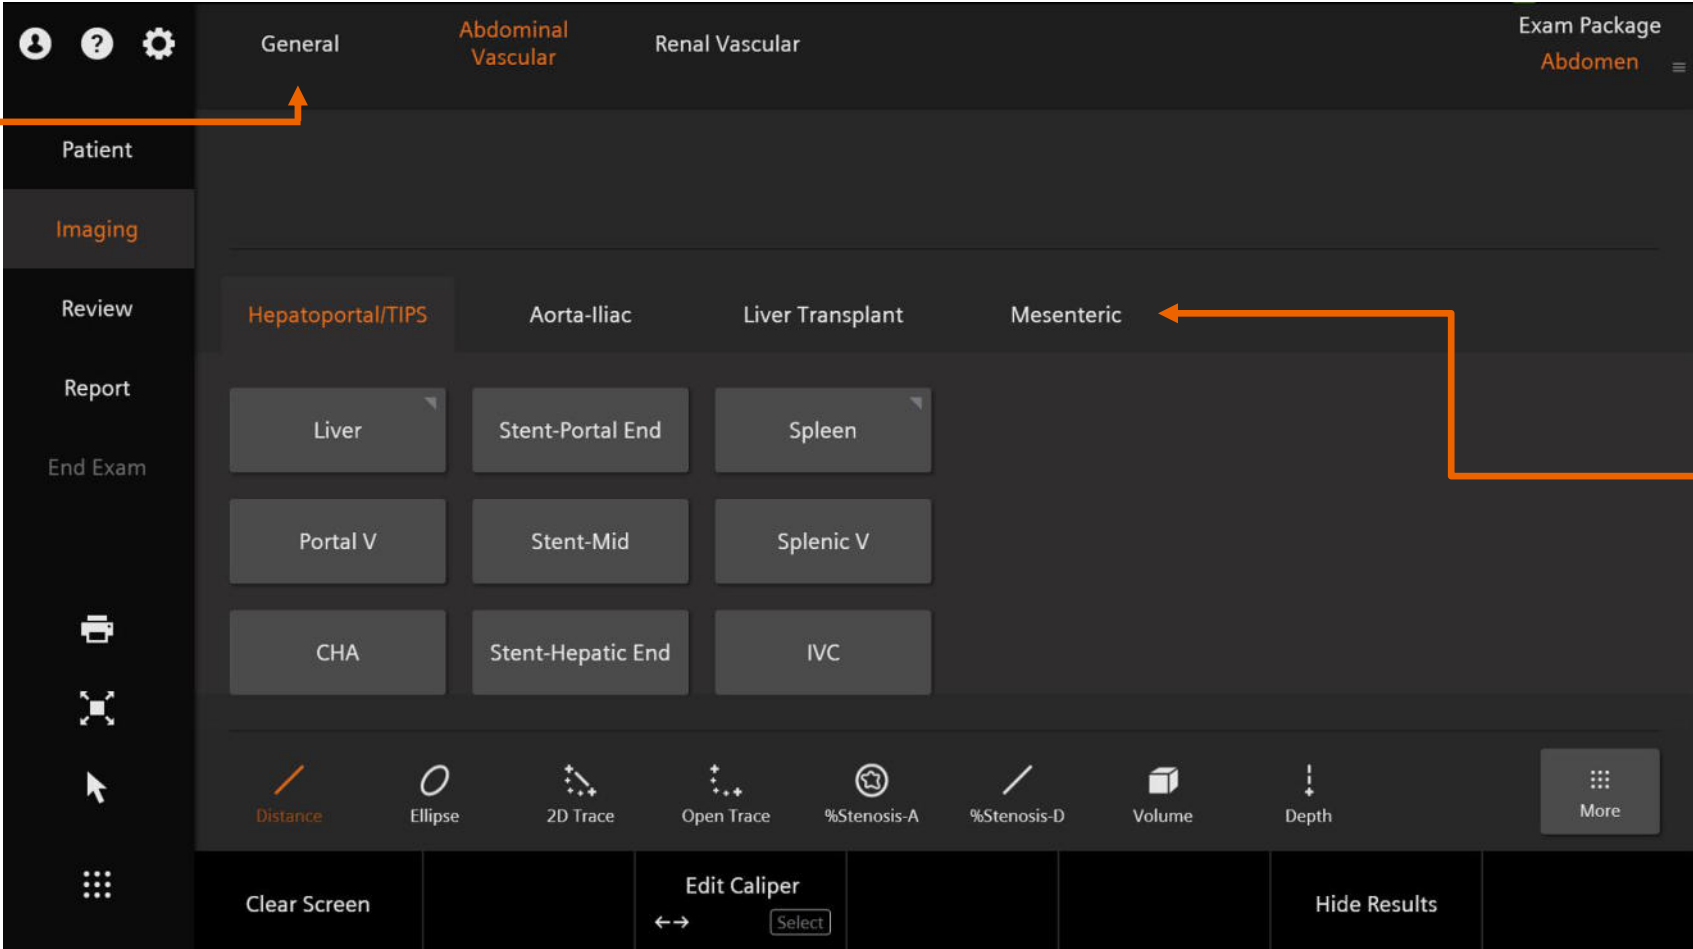 General
Abdominal
Vascular
Renal Vascular
Exam Package
Abdomen
Patient
Imaging
Review
Report
End Exam
Hepatoportal/TIPS
Aorta-Iliac
Liver Transplant
Mesenteric
Liver
Stent-Portal End
Spleen
Portal V
Stent-Mid
Splenic V
CHA
Stent-Hepatic End
IVC
Distance
Ellipse
2D Trace
Open Trace
%Stenosis-A
%Stenosis-D
Volume
Depth
More
Clear Screen
Edit Caliper
Select
Hide Results